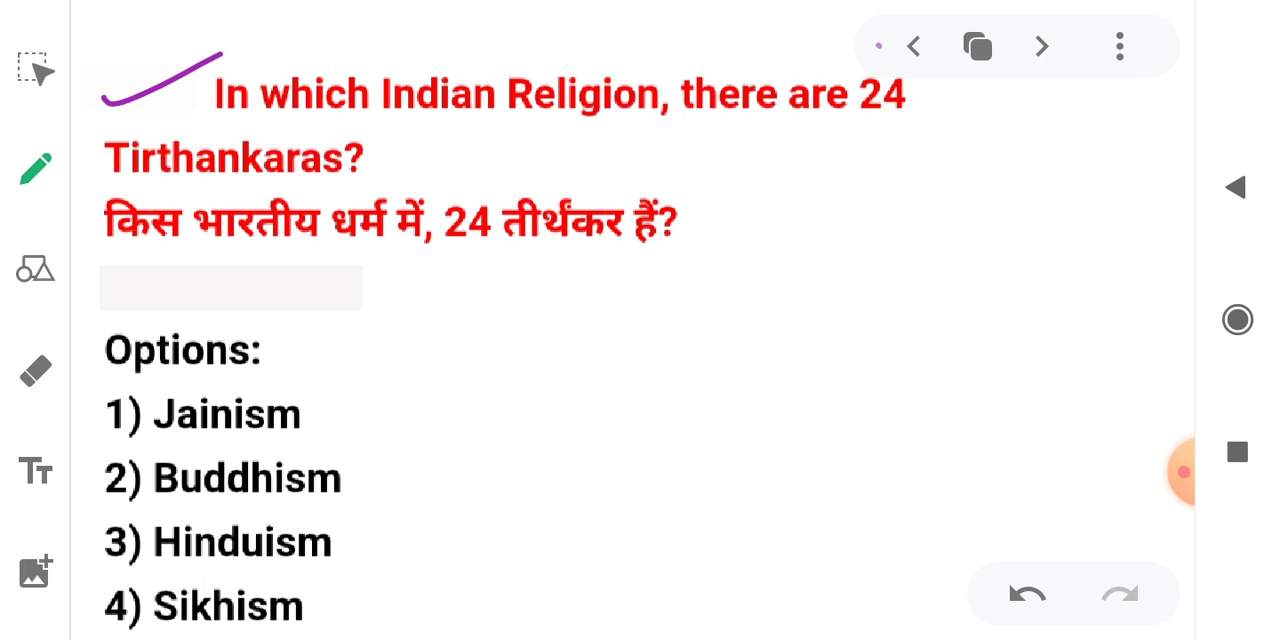 In which Indian Religion, there are 24
Tirthankaras?
किस भारतीय धर्म में, 24 तीर्थंकर हैं?
Options:
1) Jainism
2) Buddhism
3) Hinduism
4) Sikhism
TT